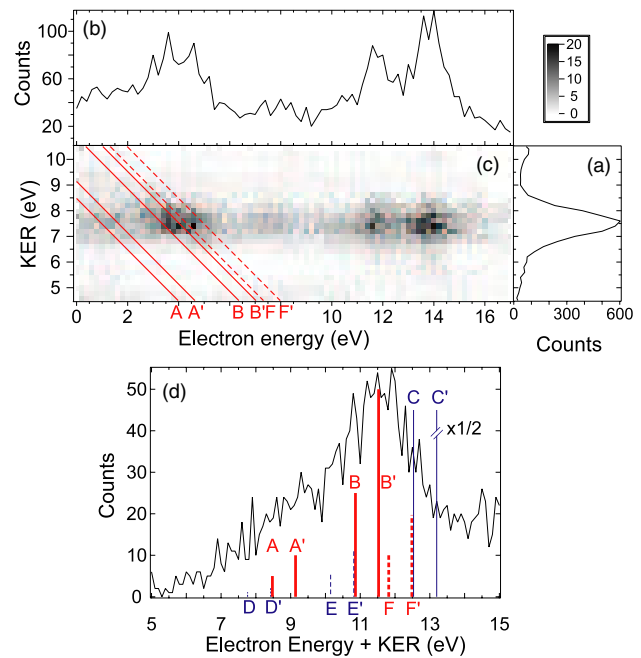 (b)
Counts
100
60
20
20
15
10
5
0
(c)
(a)
KER (eV)
10
9
8
7
6
5
A A' B B' F F'
0 2 4 6 8 10 12 14 16
Electron energy (eV)
0 300 600
Counts
(d)
Counts
50
40
30
20
10
0
C C'
x1/2
B B'
A A'
D D' E E' F F'
5 7 9 11 13 15
Electron Energy + KER (eV)